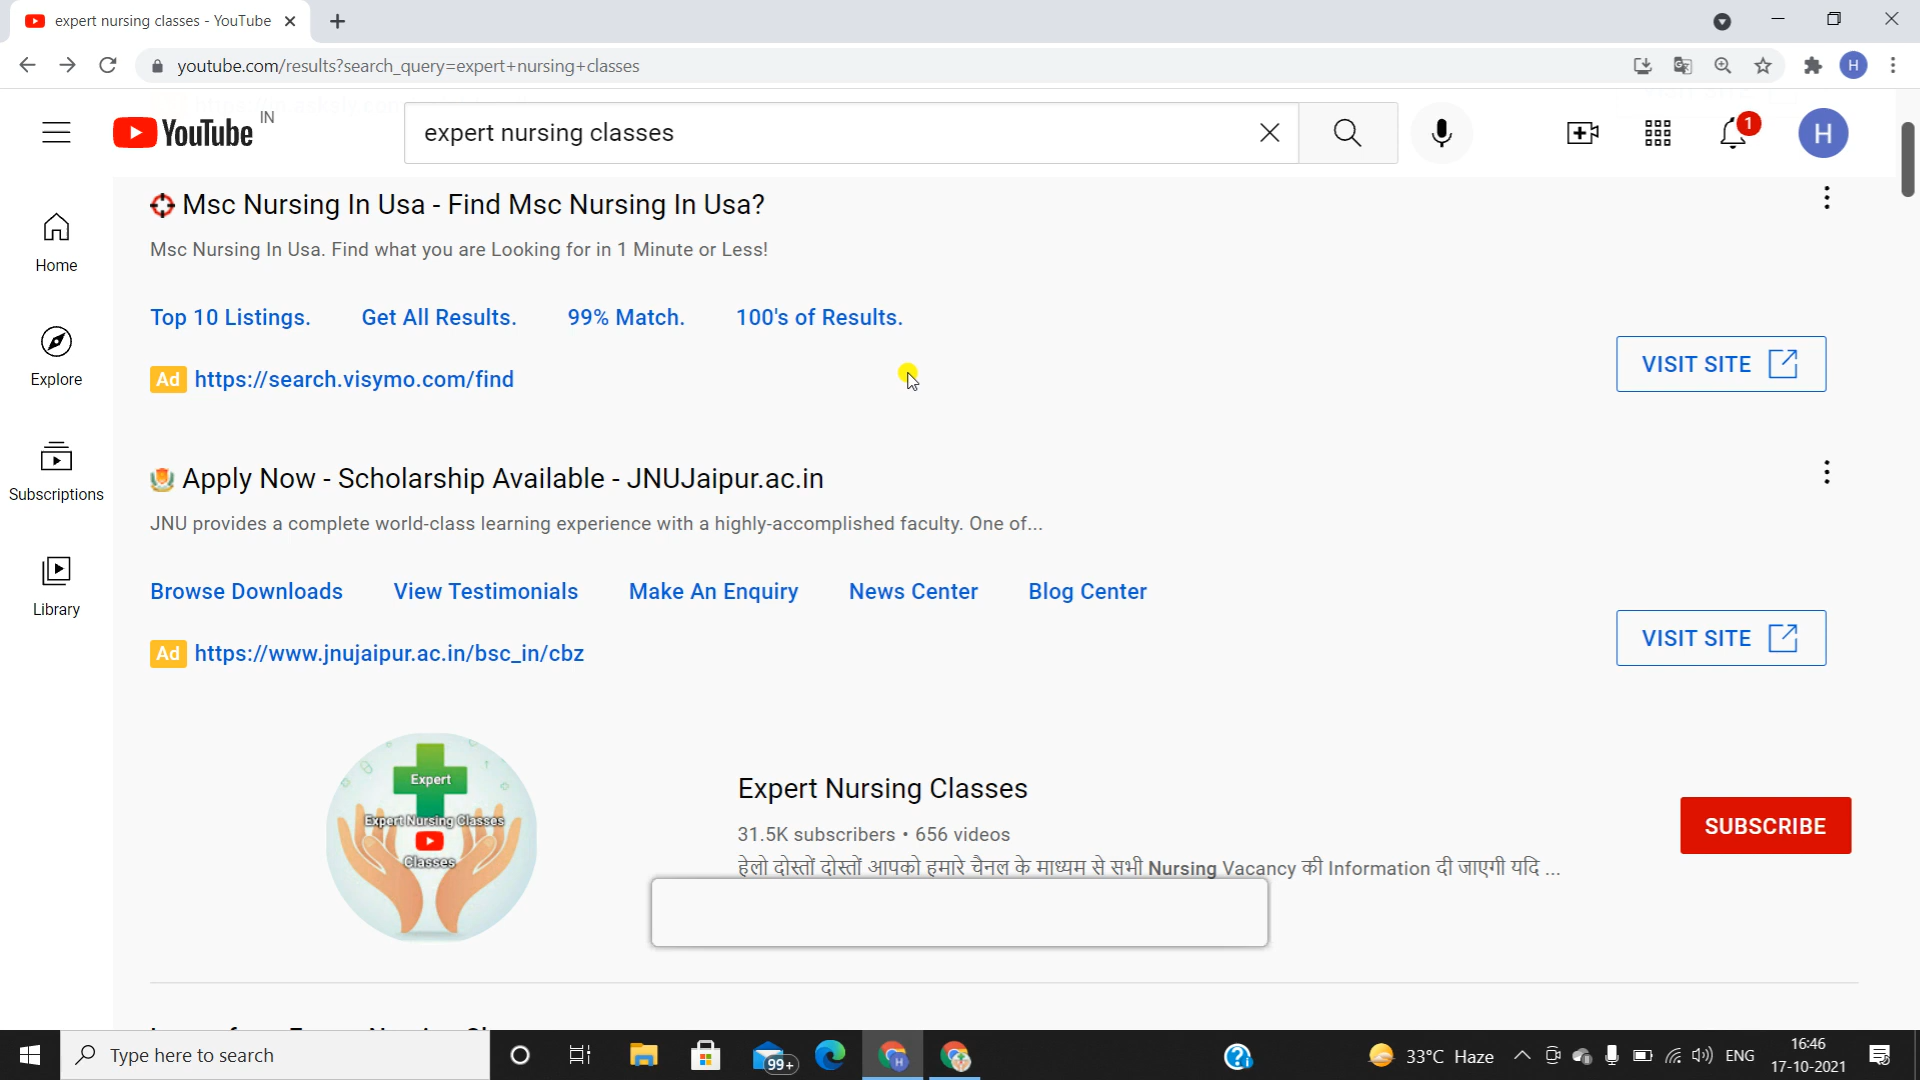 expert nursing classes - YouTube
youtube.com/results?search_query=expert+nursing+classes
H
YouTube IN
expert nursing classes
1
H
Msc Nursing In Usa - Find Msc Nursing In Usa?
Msc Nursing In Usa. Find what you are Looking for in 1 Minute or Less!
Top 10 Listings. Get All Results. 99% Match. 100's of Results.
Ad https://search.visymo.com/find
VISIT SITE
Home
Explore
Subscriptions
Library
Apply Now - Scholarship Available - JNUJaipur.ac.in
JNU provides a complete world-class learning experience with a highly-accomplished faculty. One of...
Browse Downloads View Testimonials Make An Enquiry News Center Blog Center
Ad https://www.jnujaipur.ac.in/bsc_in/cbz
VISIT SITE
Expert
Expert Nursing Classes
Classes
Expert Nursing Classes
31.5K subscribers • 656 videos
हेलो दोस्तों दोस्तों आपको हमारे चैनल के माध्यम से सभी Nursing Vacancy की Information दी जाएगी यदि ...
SUBSCRIBE
Type here to search
99+
H
33°C Haze
ENG
16:46
17-10-2021